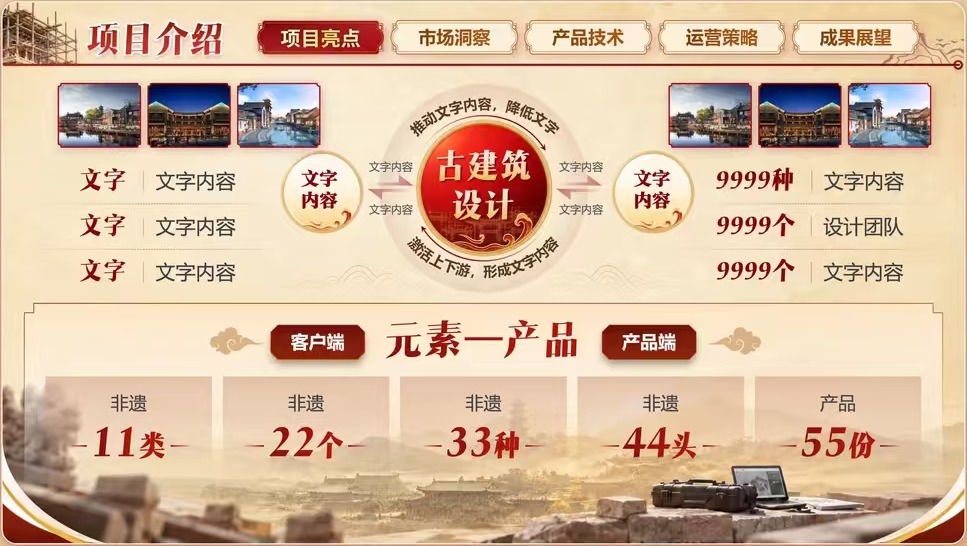 项目介绍
项目亮点
市场洞察
产品技术
运营策略
成果展望
文字 文字内容
文字 文字内容
文字 文字内容
文字
内容
文字内容
文字内容
推动文字内容，降低文字
古建筑
设计
激活上下游，形成文字内容
文字内容
文字内容
文字
内容
9999种 文字内容
9999个 设计团队
9999个 文字内容
客户端
元素—产品
产品端
非遗
11类
非遗
22个
非遗
33种
非遗
44头
产品
55份